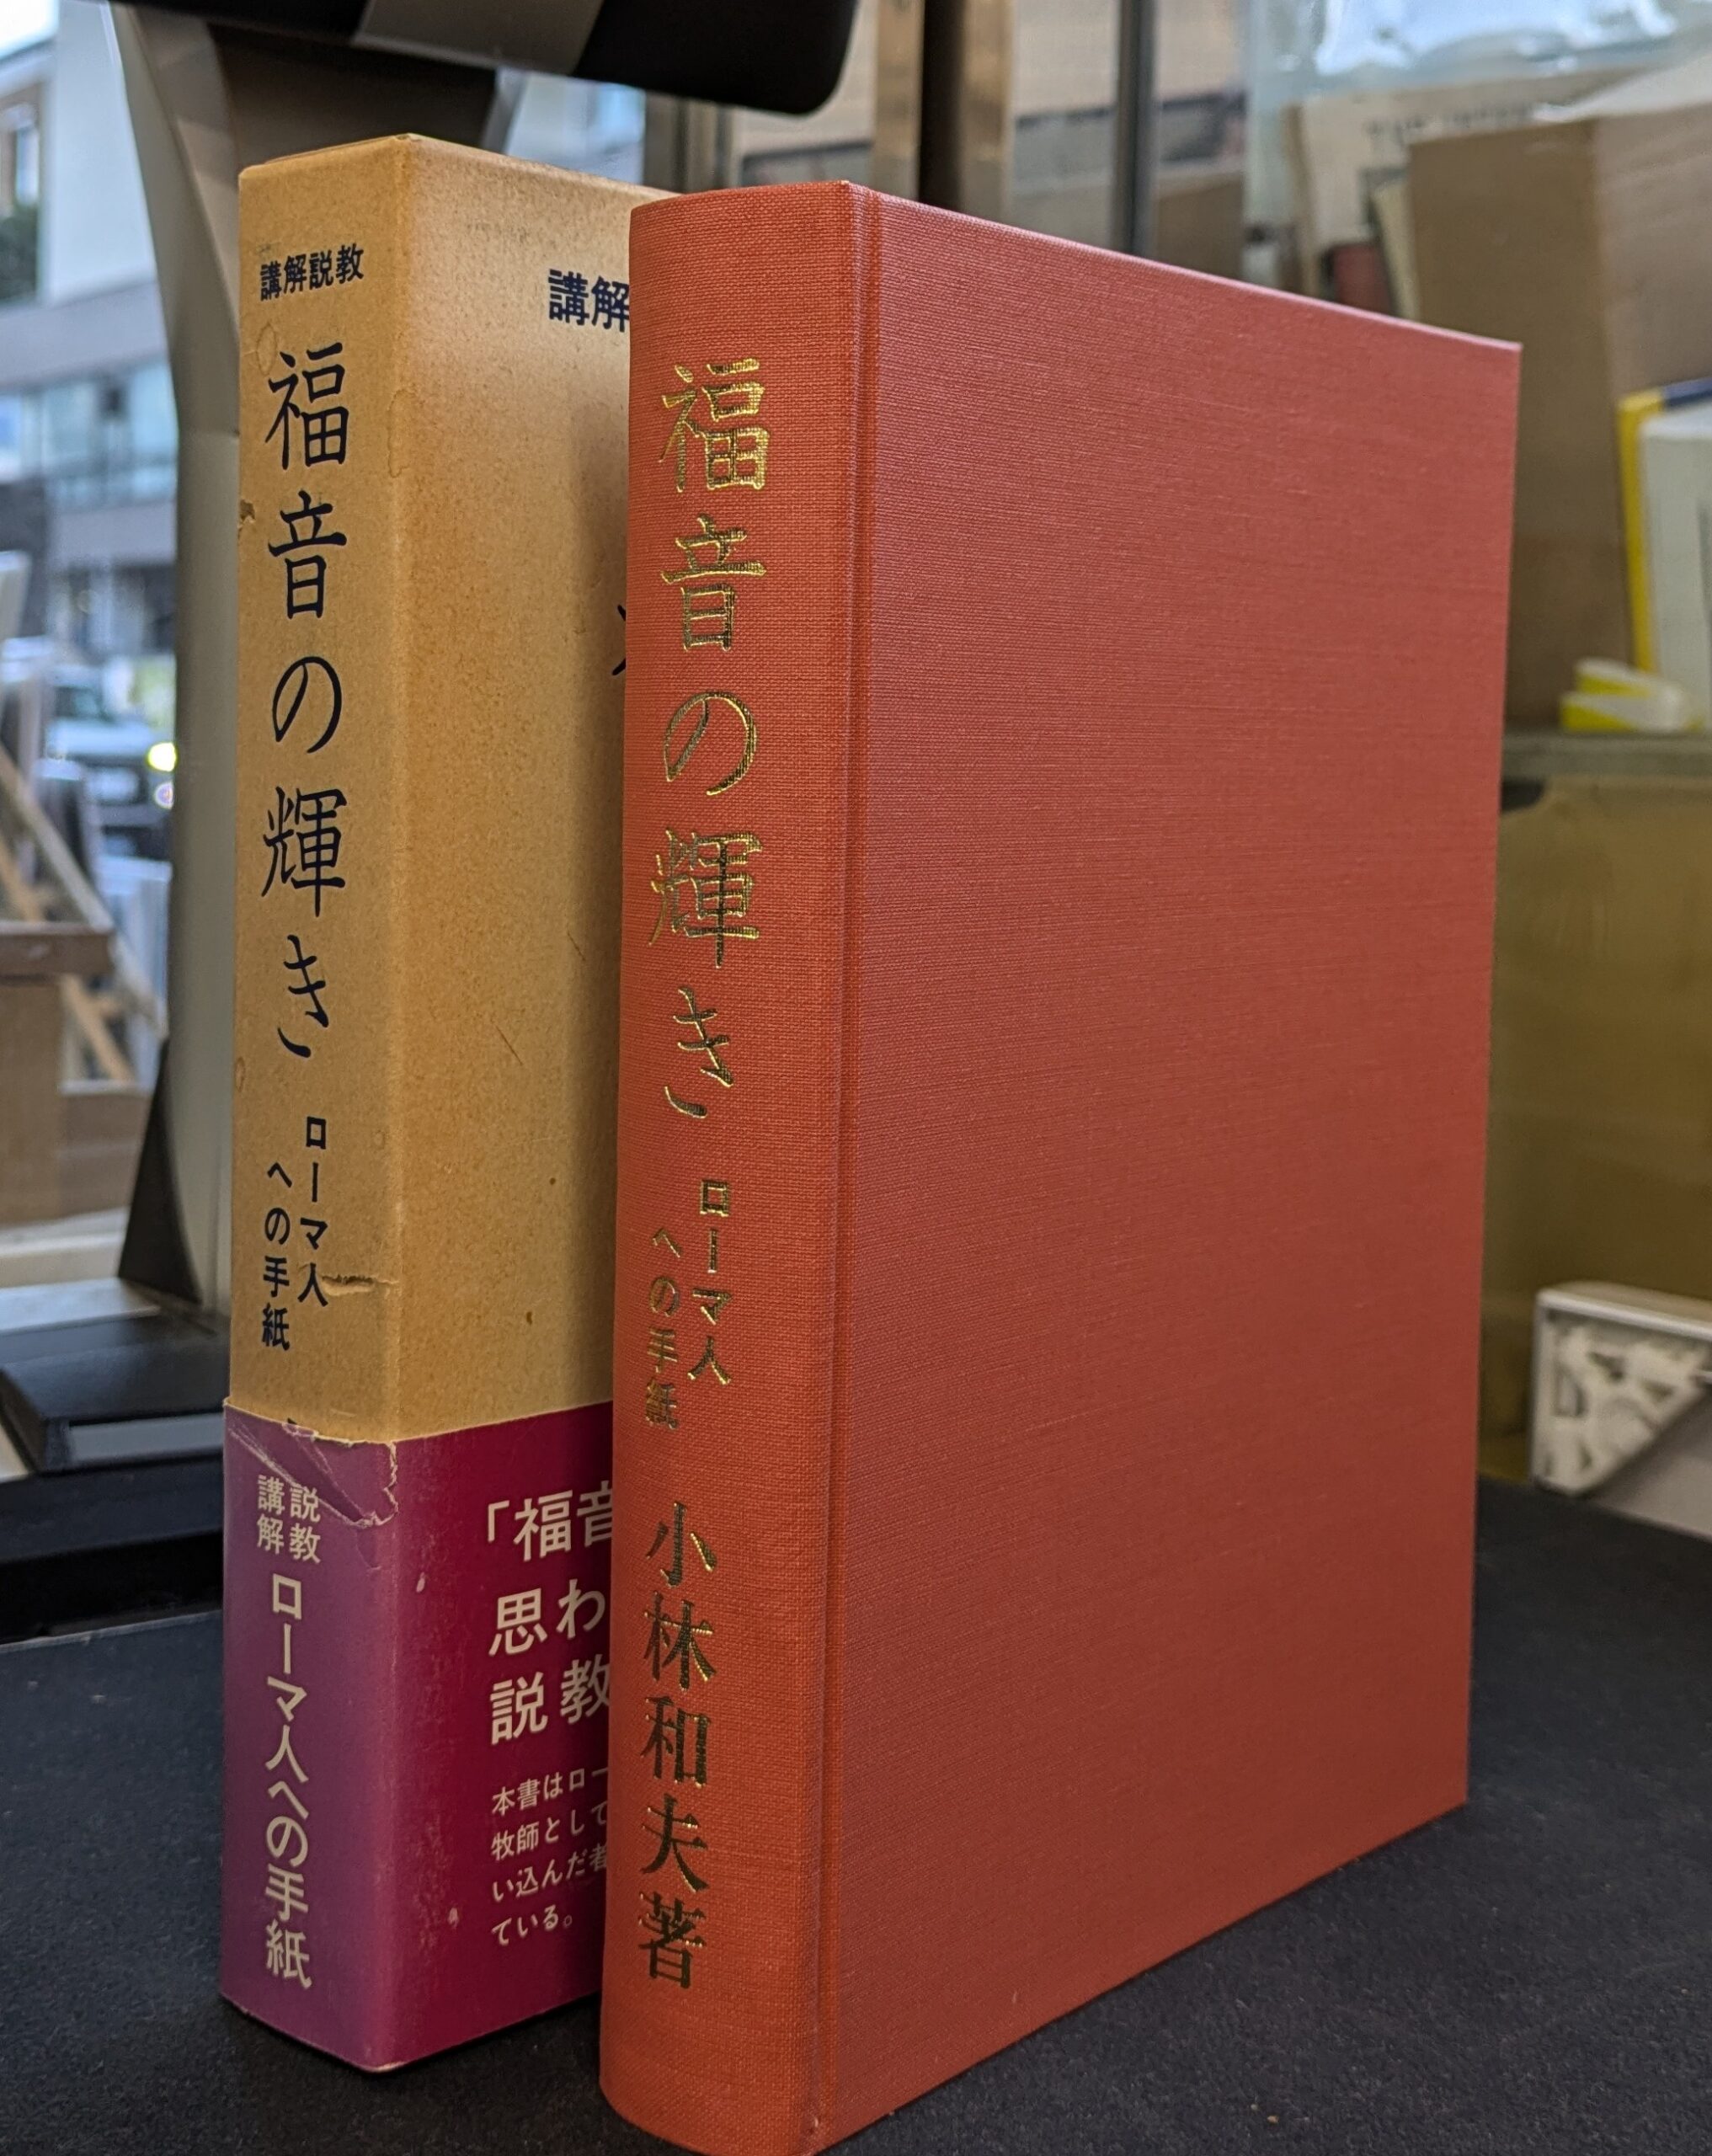 講解説教
福音の輝き
ローマ人
への手紙
講解
「福音
思わ
説教
本書はロー
牧師として
い込んだ者
ている。
説教
講解
ローマ人への手紙
福音の輝き
ローマ人
への手紙
小林和夫著